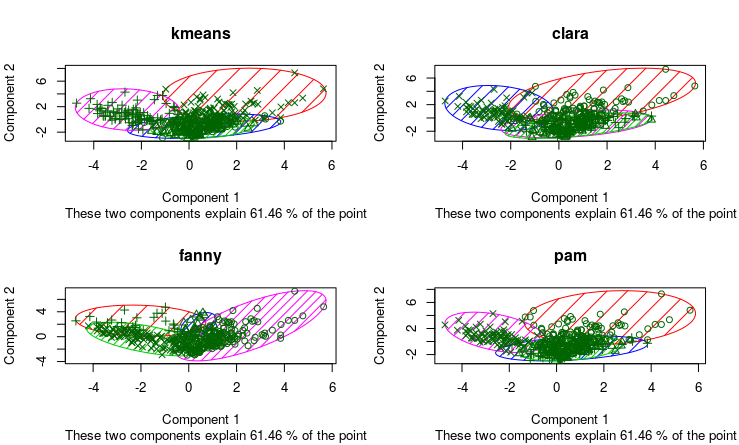 kmeans
Component 2
6
2
-2
-4 -2 0 2 4 6
Component 1
These two components explain 61.46 % of the point
clara
Component 2
6
2
-2
-4 -2 0 2 4 6
Component 1
These two components explain 61.46 % of the point
fanny
Component 2
4
0
-4
-4 -2 0 2 4 6
Component 1
These two components explain 61.46 % of the point
pam
Component 2
6
2
-2
-4 -2 0 2 4 6
Component 1
These two components explain 61.46 % of the point